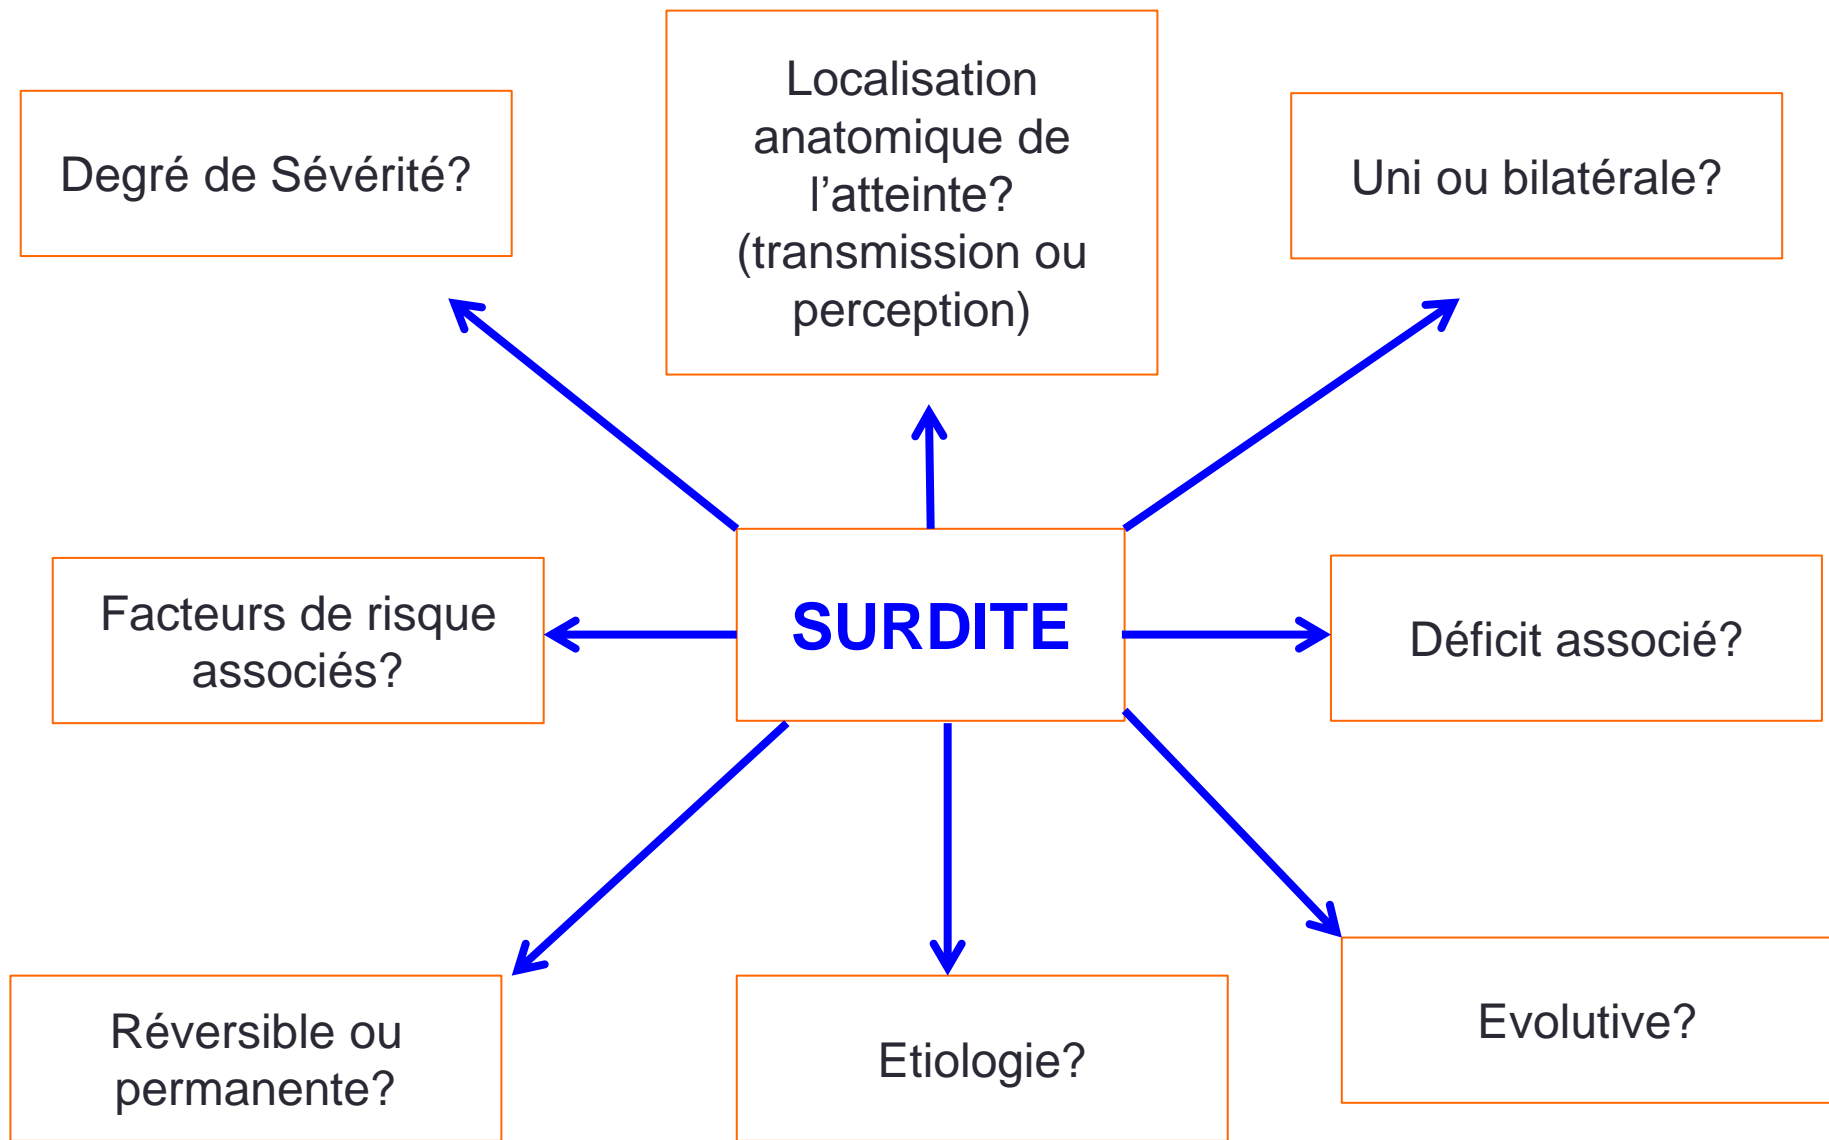 Degré de Sévérité?
Localisation
anatomique de
l’atteinte?
(transmission ou
perception)
Uni ou bilatérale?
Facteurs de risque
associés?
SURDITE
Déficit associé?
Réversible ou
permanente?
Etiologie?
Evolutive?